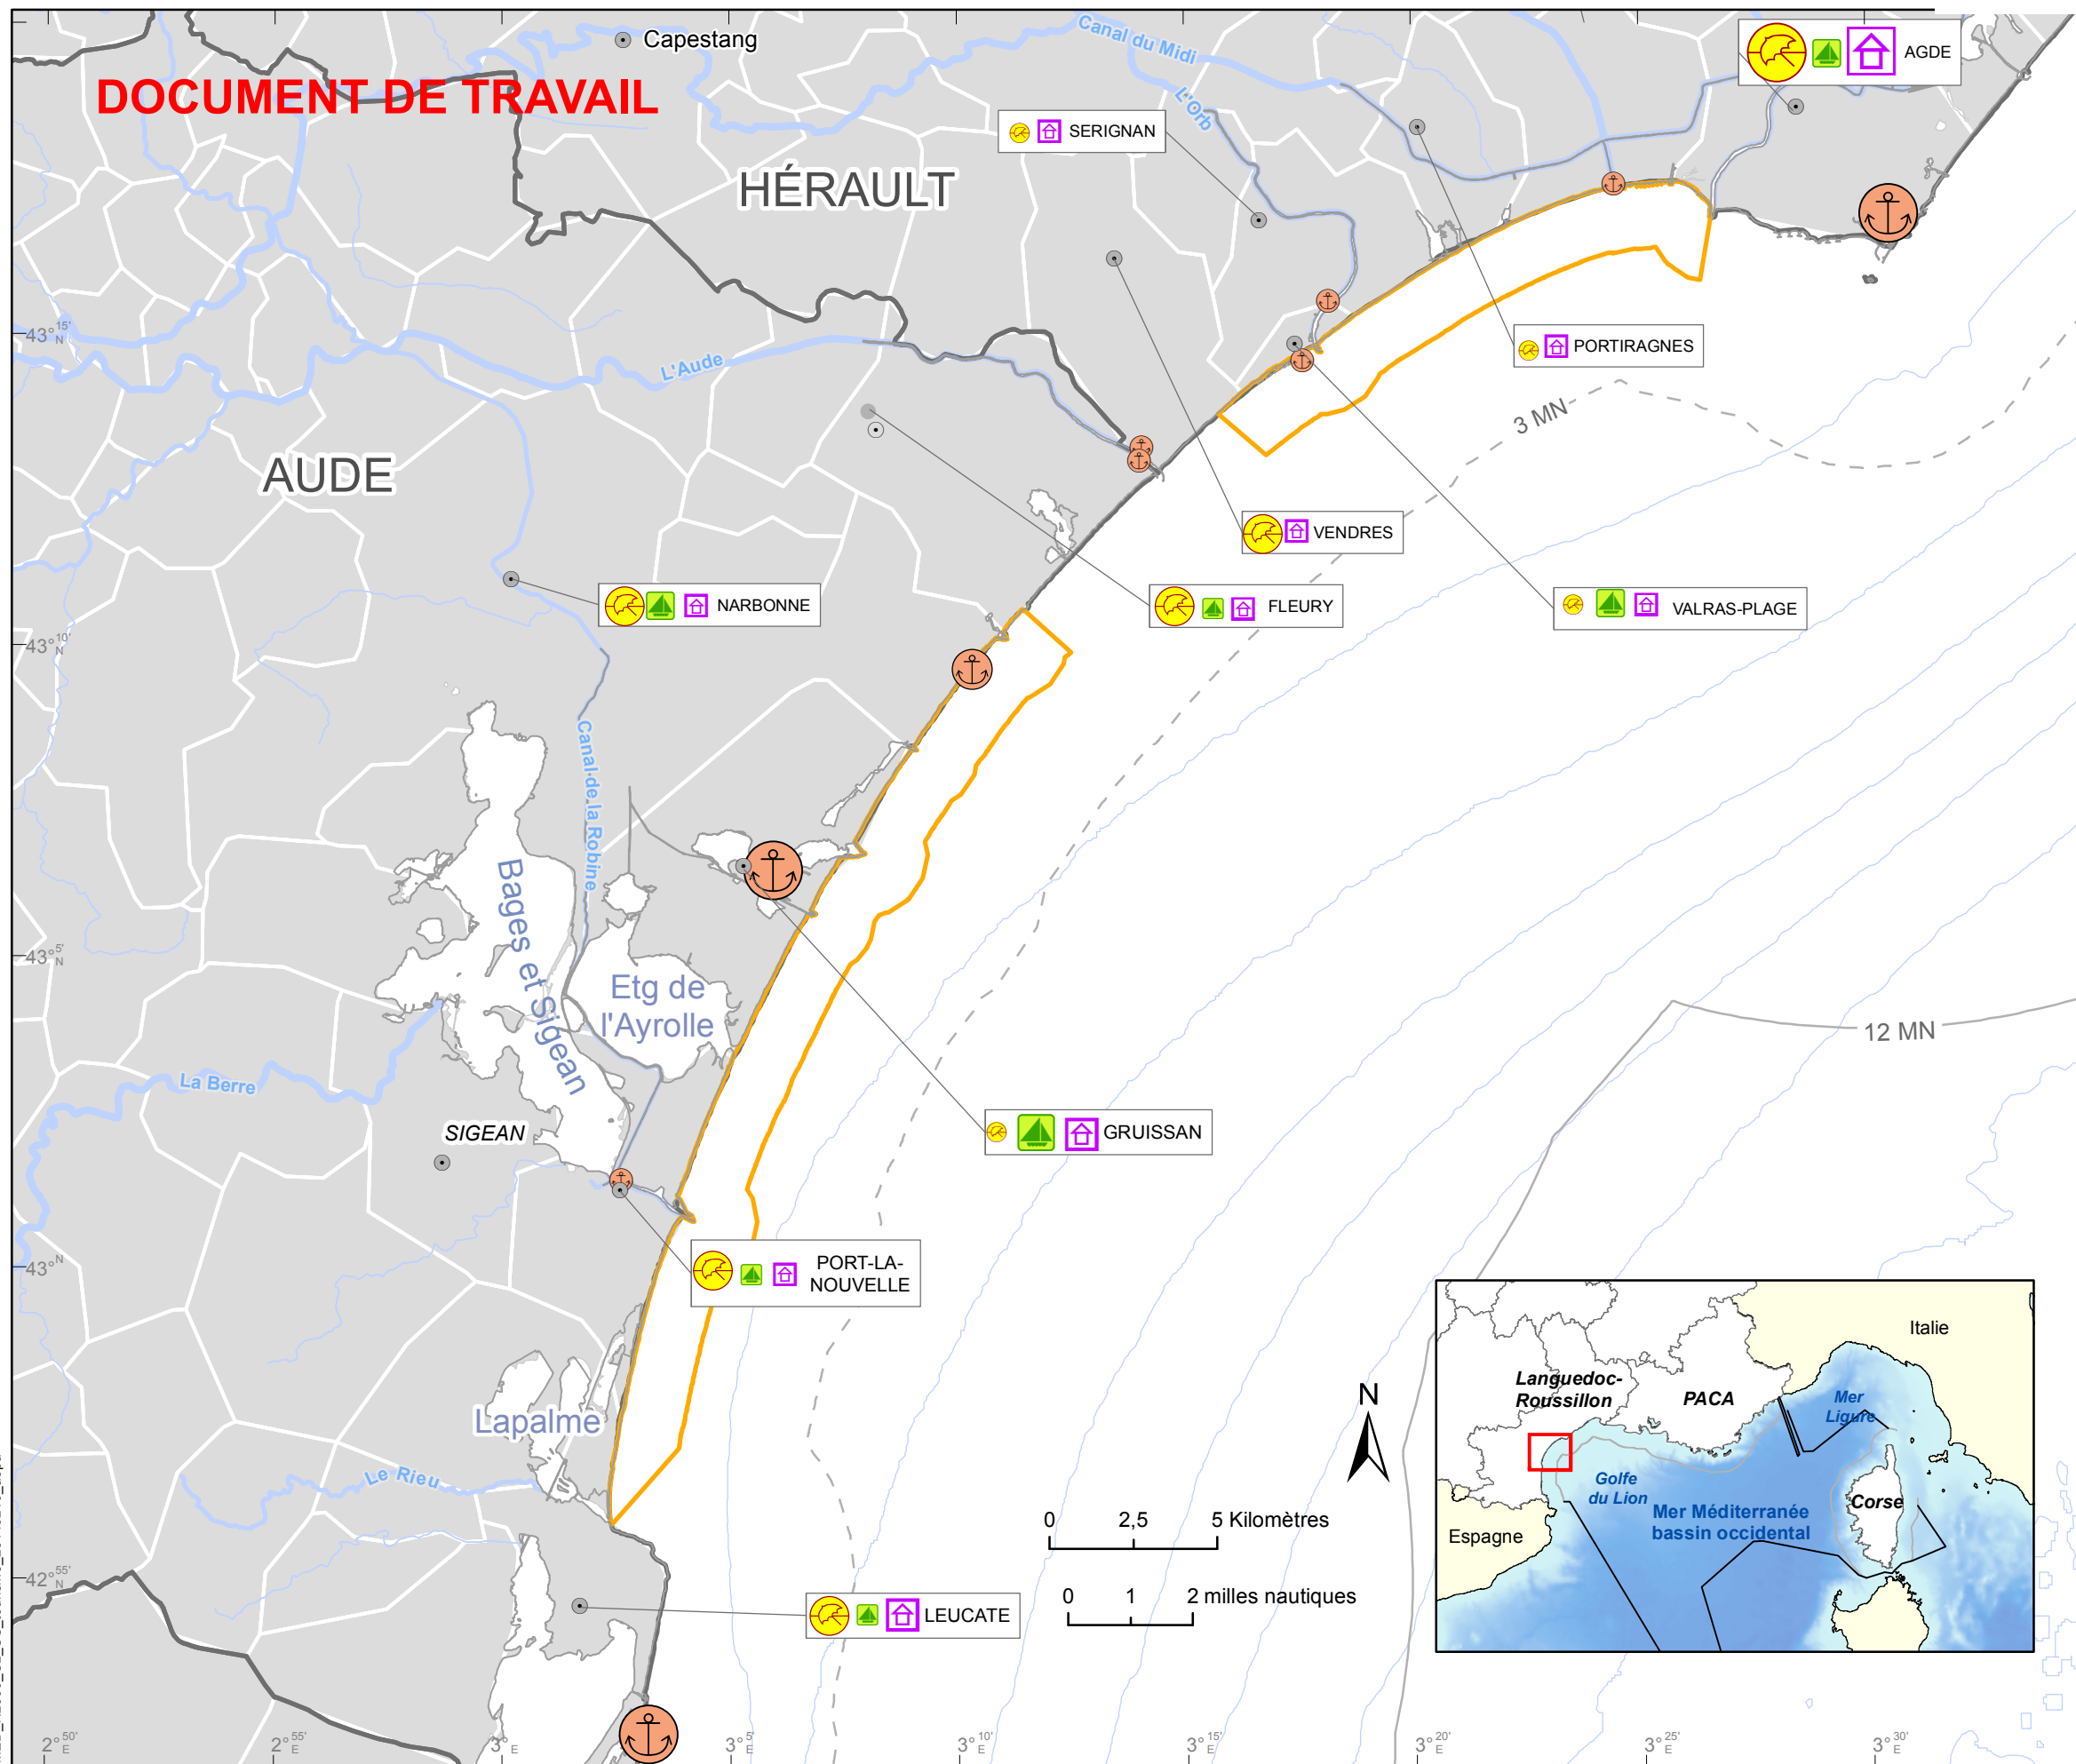 Capestang
DOCUMENT DE TRAVAIL
Canal du Midi
AGDE
L'Orb
SERIGNAN
HÉRAULT
PORTIRAGNES
43° 15' N
L'Aude
3 MN
AUDE
VENDRES
NARBONNE
FLEURY
VALRAS-PLAGE
43° 10' N
Canal de la Robine
Bages et Sigean
43° 5' N
Etg de
l'Ayrolle
12 MN
La Berre
SIGEAN
GRUISSAN
43° N
PORT-LA-
NOUVELLE
Italie
Languedoc-
Roussillon
PACA
Mer
Ligure
Lapalme
Le Rieu
N
Golfe
du Lion
Mer Méditerranée
bassin occidental
Corse
Espagne
0 2,5 5 Kilomètres
42° 55' N
0 1 2 milles nautiques
LEUCATE
2° 50' E
2° 55' E
3° E
3° 5' E
3° 10' E
3° 15' E
3° 20' E
3° 25' E
3° 30' E